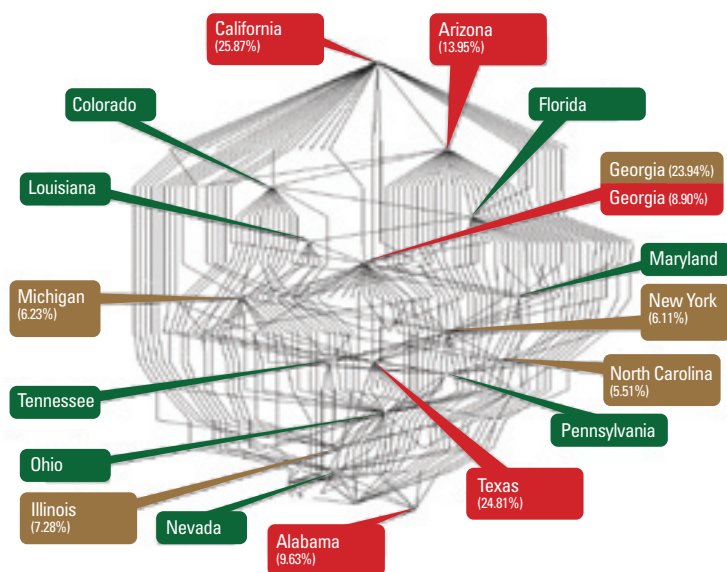 California
(25.87%)
Arizona
(13.95%)
Colorado
Florida
Georgia (23.94%)
Louisiana
Georgia (8.90%)
Maryland
Michigan
(6.23%)
New York
(6.11%)
North Carolina
(5.51%)
Tennessee
Pennsylvania
Ohio
Texas
(24.81%)
Illinois
(7.28%)
Nevada
Alabama
(9.63%)